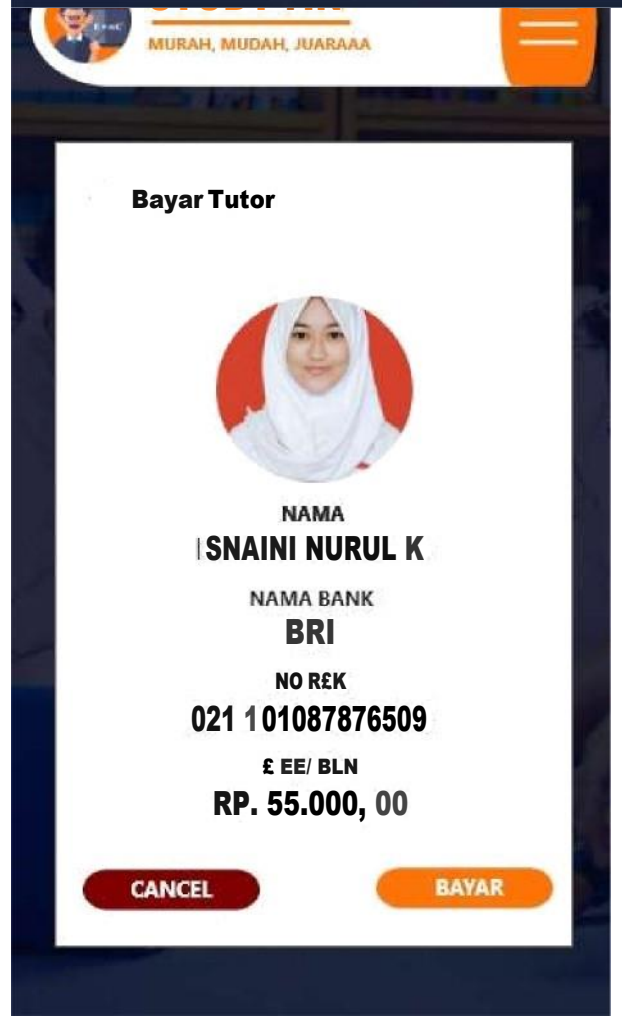 MURAH, MUDAH, JUARAAA
Bayar Tutor
NAMA
ISNAINI NURUL K
NAMA BANK
BRI
NO R£K
021 101087876509
£ EE/ BLN
RP. 55.000, 00
CANCEL
BAYAR